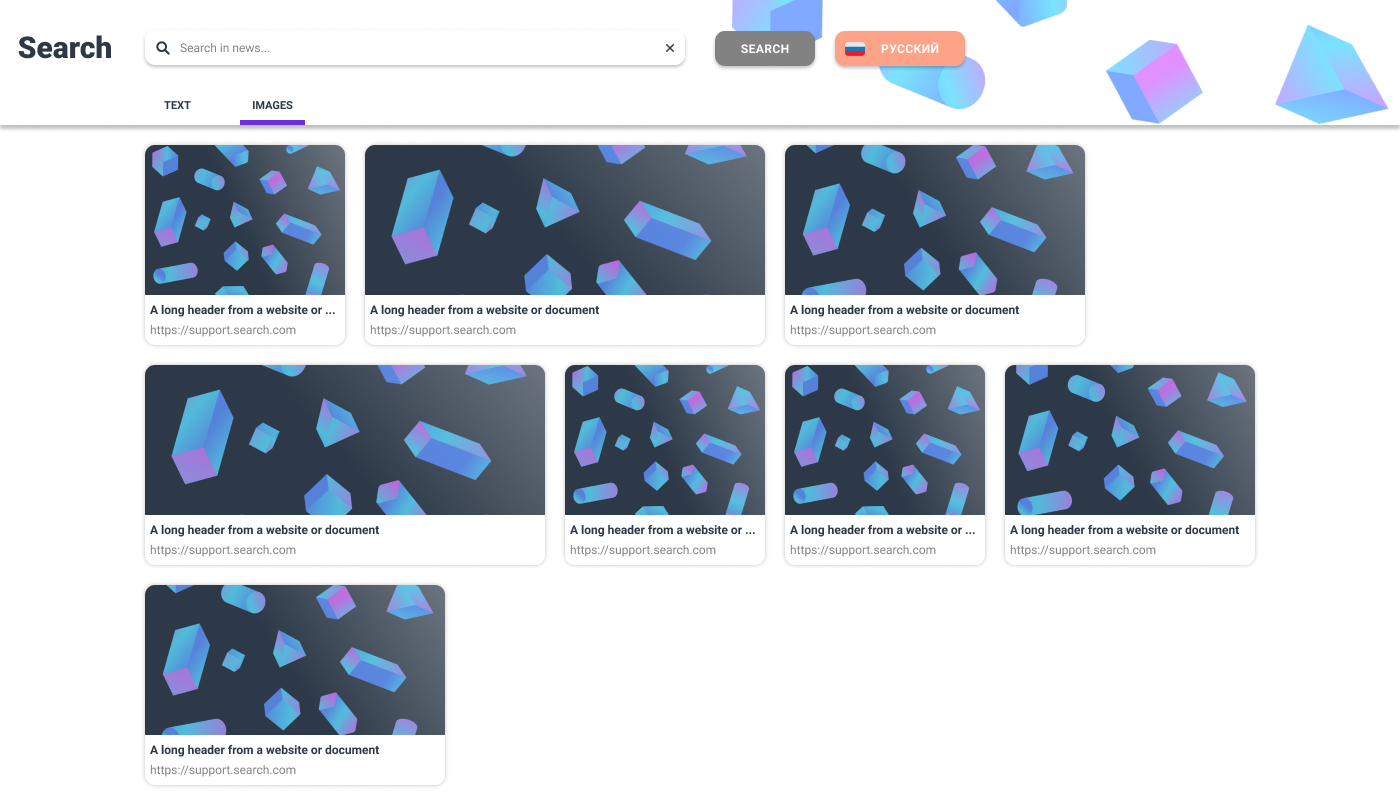 Search
Search in news...
SEARCH
РУССКИЙ
TEXT
IMAGES
A long header from a website or ...
https://support.search.com
A long header from a website or document
https://support.search.com
A long header from a website or document
https://support.search.com
A long header from a website or document
https://support.search.com
A long header from a website or ...
https://support.search.com
A long header from a website or ...
https://support.search.com
A long header from a website or document
https://support.search.com
A long header from a website or document
https://support.search.com